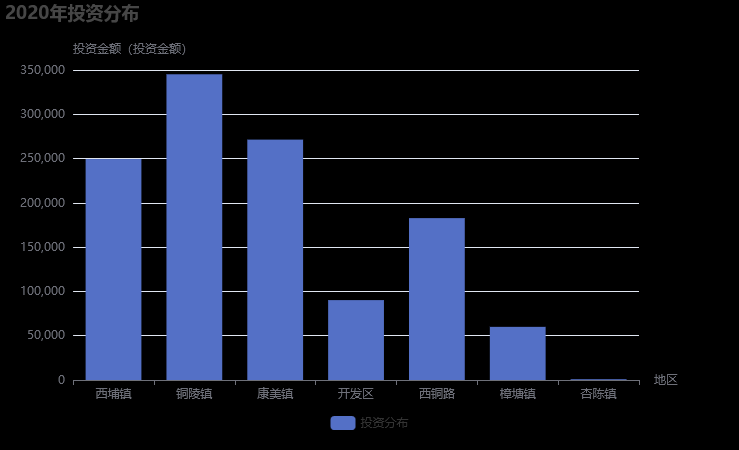 2020年投资分布
投资金额（投资金额）
350,000
300,000
250,000
200,000
150,000
100,000
50,000
0
西埔镇 铜陵镇 康美镇 开发区 西铜路 樟塘镇 杏陈镇 地区
投资分布